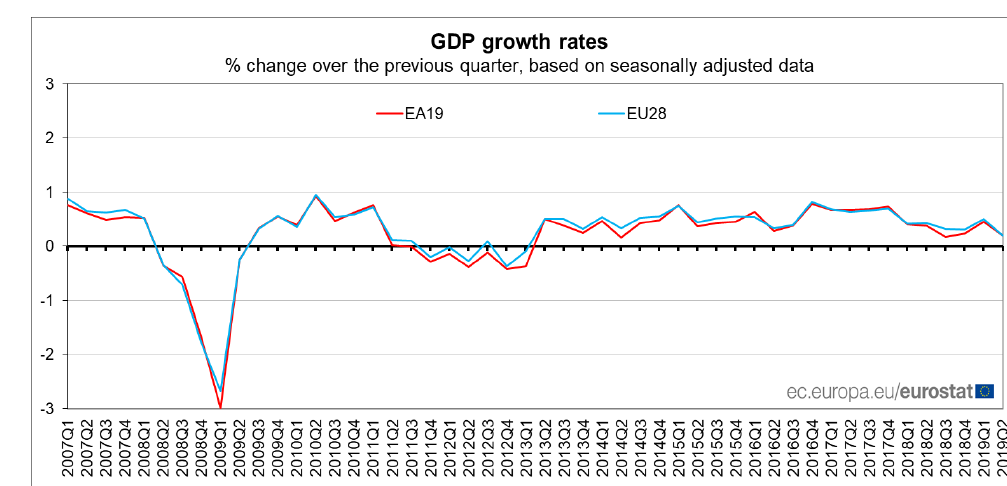 GDP growth rates
% change over the previous quarter, based on seasonally adjusted data
3
EA19
EU28
2
1
0
-1
-2
ec.europa.eu/eurostat
-3
2007Q1
2007Q2
2007Q3
2007Q4
2008Q1
2008Q2
2008Q3
2008Q4
2009Q1
2009Q2
2009Q3
2009Q4
2010Q1
2010Q2
2010Q3
2010Q4
2011Q1
2011Q2
2011Q3
2011Q4
2012Q1
2012Q2
2012Q3
2012Q4
2013Q1
2013Q2
2013Q3
2013Q4
2014Q1
2014Q2
2014Q3
2014Q4
2015Q1
2015Q2
2015Q3
2015Q4
2016Q1
2016Q2
2016Q3
2016Q4
2017Q1
2017Q2
2017Q3
2017Q4
2018Q1
2018Q2
2018Q3
2018Q4
2019Q1
2019Q2